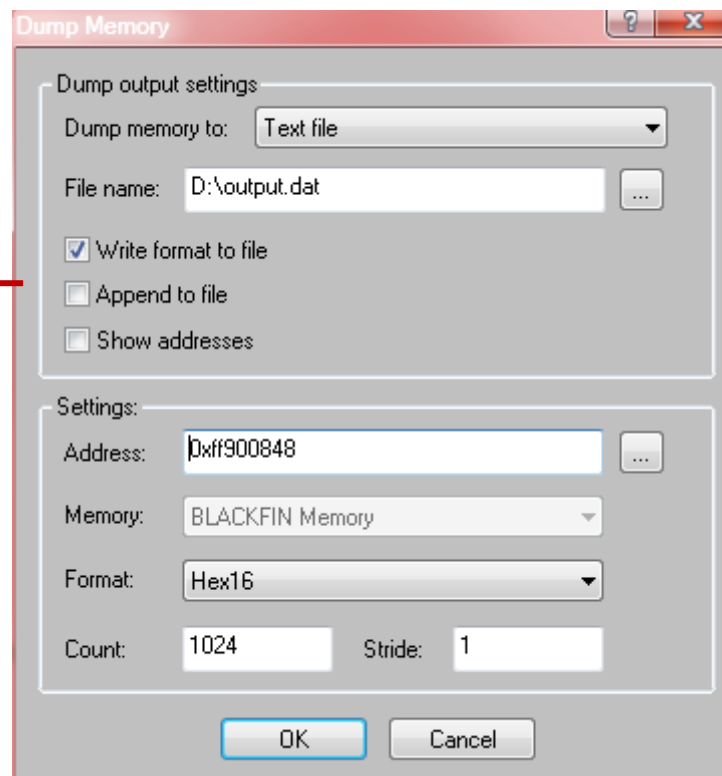 Dump Memory
Dump output settings
Dump memory to: Text file
File name: D:\output.dat ...
Write format to file
Append to file
Show addresses
Settings:
Address: 0xff900848 ...
Memory: BLACKFIN Memory
Format: Hex16
Count: 1024 Stride: 1
OK Cancel